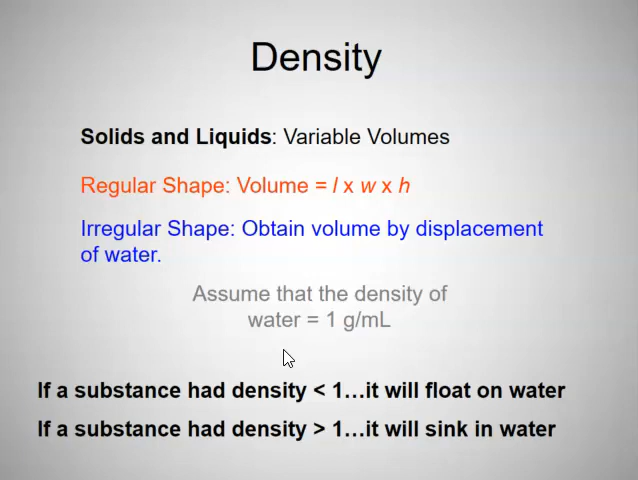 Density
Solids and Liquids: Variable Volumes
Regular Shape: Volume = l x w x h
Irregular Shape: Obtain volume by displacement
of water.
Assume that the density of
water = 1 g/mL
If a substance had density < 1…it will float on water
If a substance had density > 1…it will sink in water